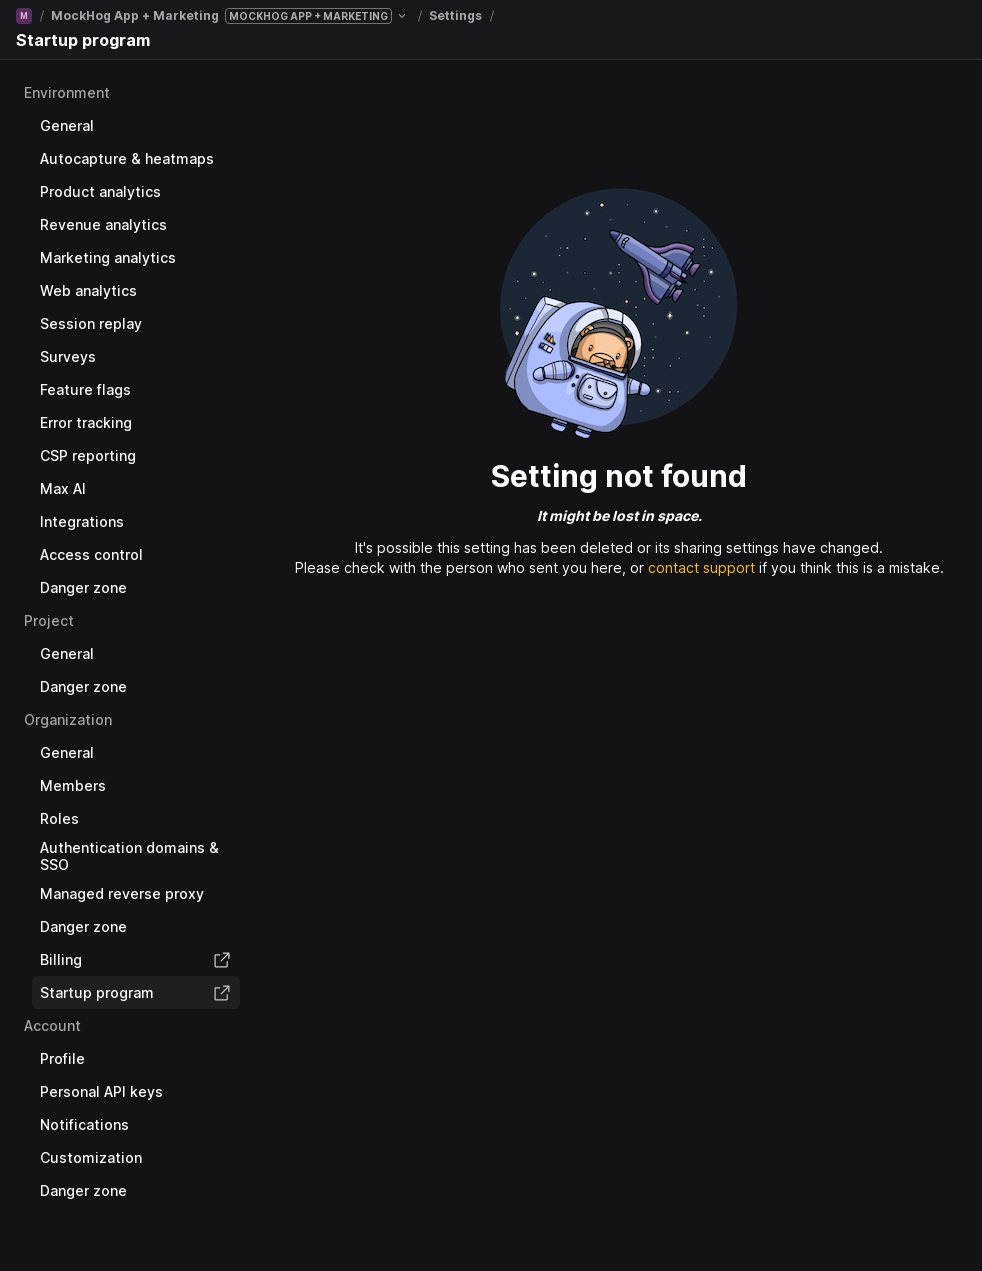 M / MockHog App + Marketing MOCKHOG APP + MARKETING / Settings /
Startup program
Environment
General
Autocapture & heatmaps
Product analytics
Revenue analytics
Marketing analytics
Web analytics
Session replay
Surveys
Feature flags
Error tracking
CSP reporting
Max AI
Integrations
Access control
Danger zone
Project
General
Danger zone
Organization
General
Members
Roles
Authentication domains &
SSO
Managed reverse proxy
Danger zone
Billing
Startup program
Account
Profile
Personal API keys
Notifications
Customization
Danger zone
Setting not found
It might be lost in space.
It's possible this setting has been deleted or its sharing settings have changed.
Please check with the person who sent you here, or contact support if you think this is a mistake.